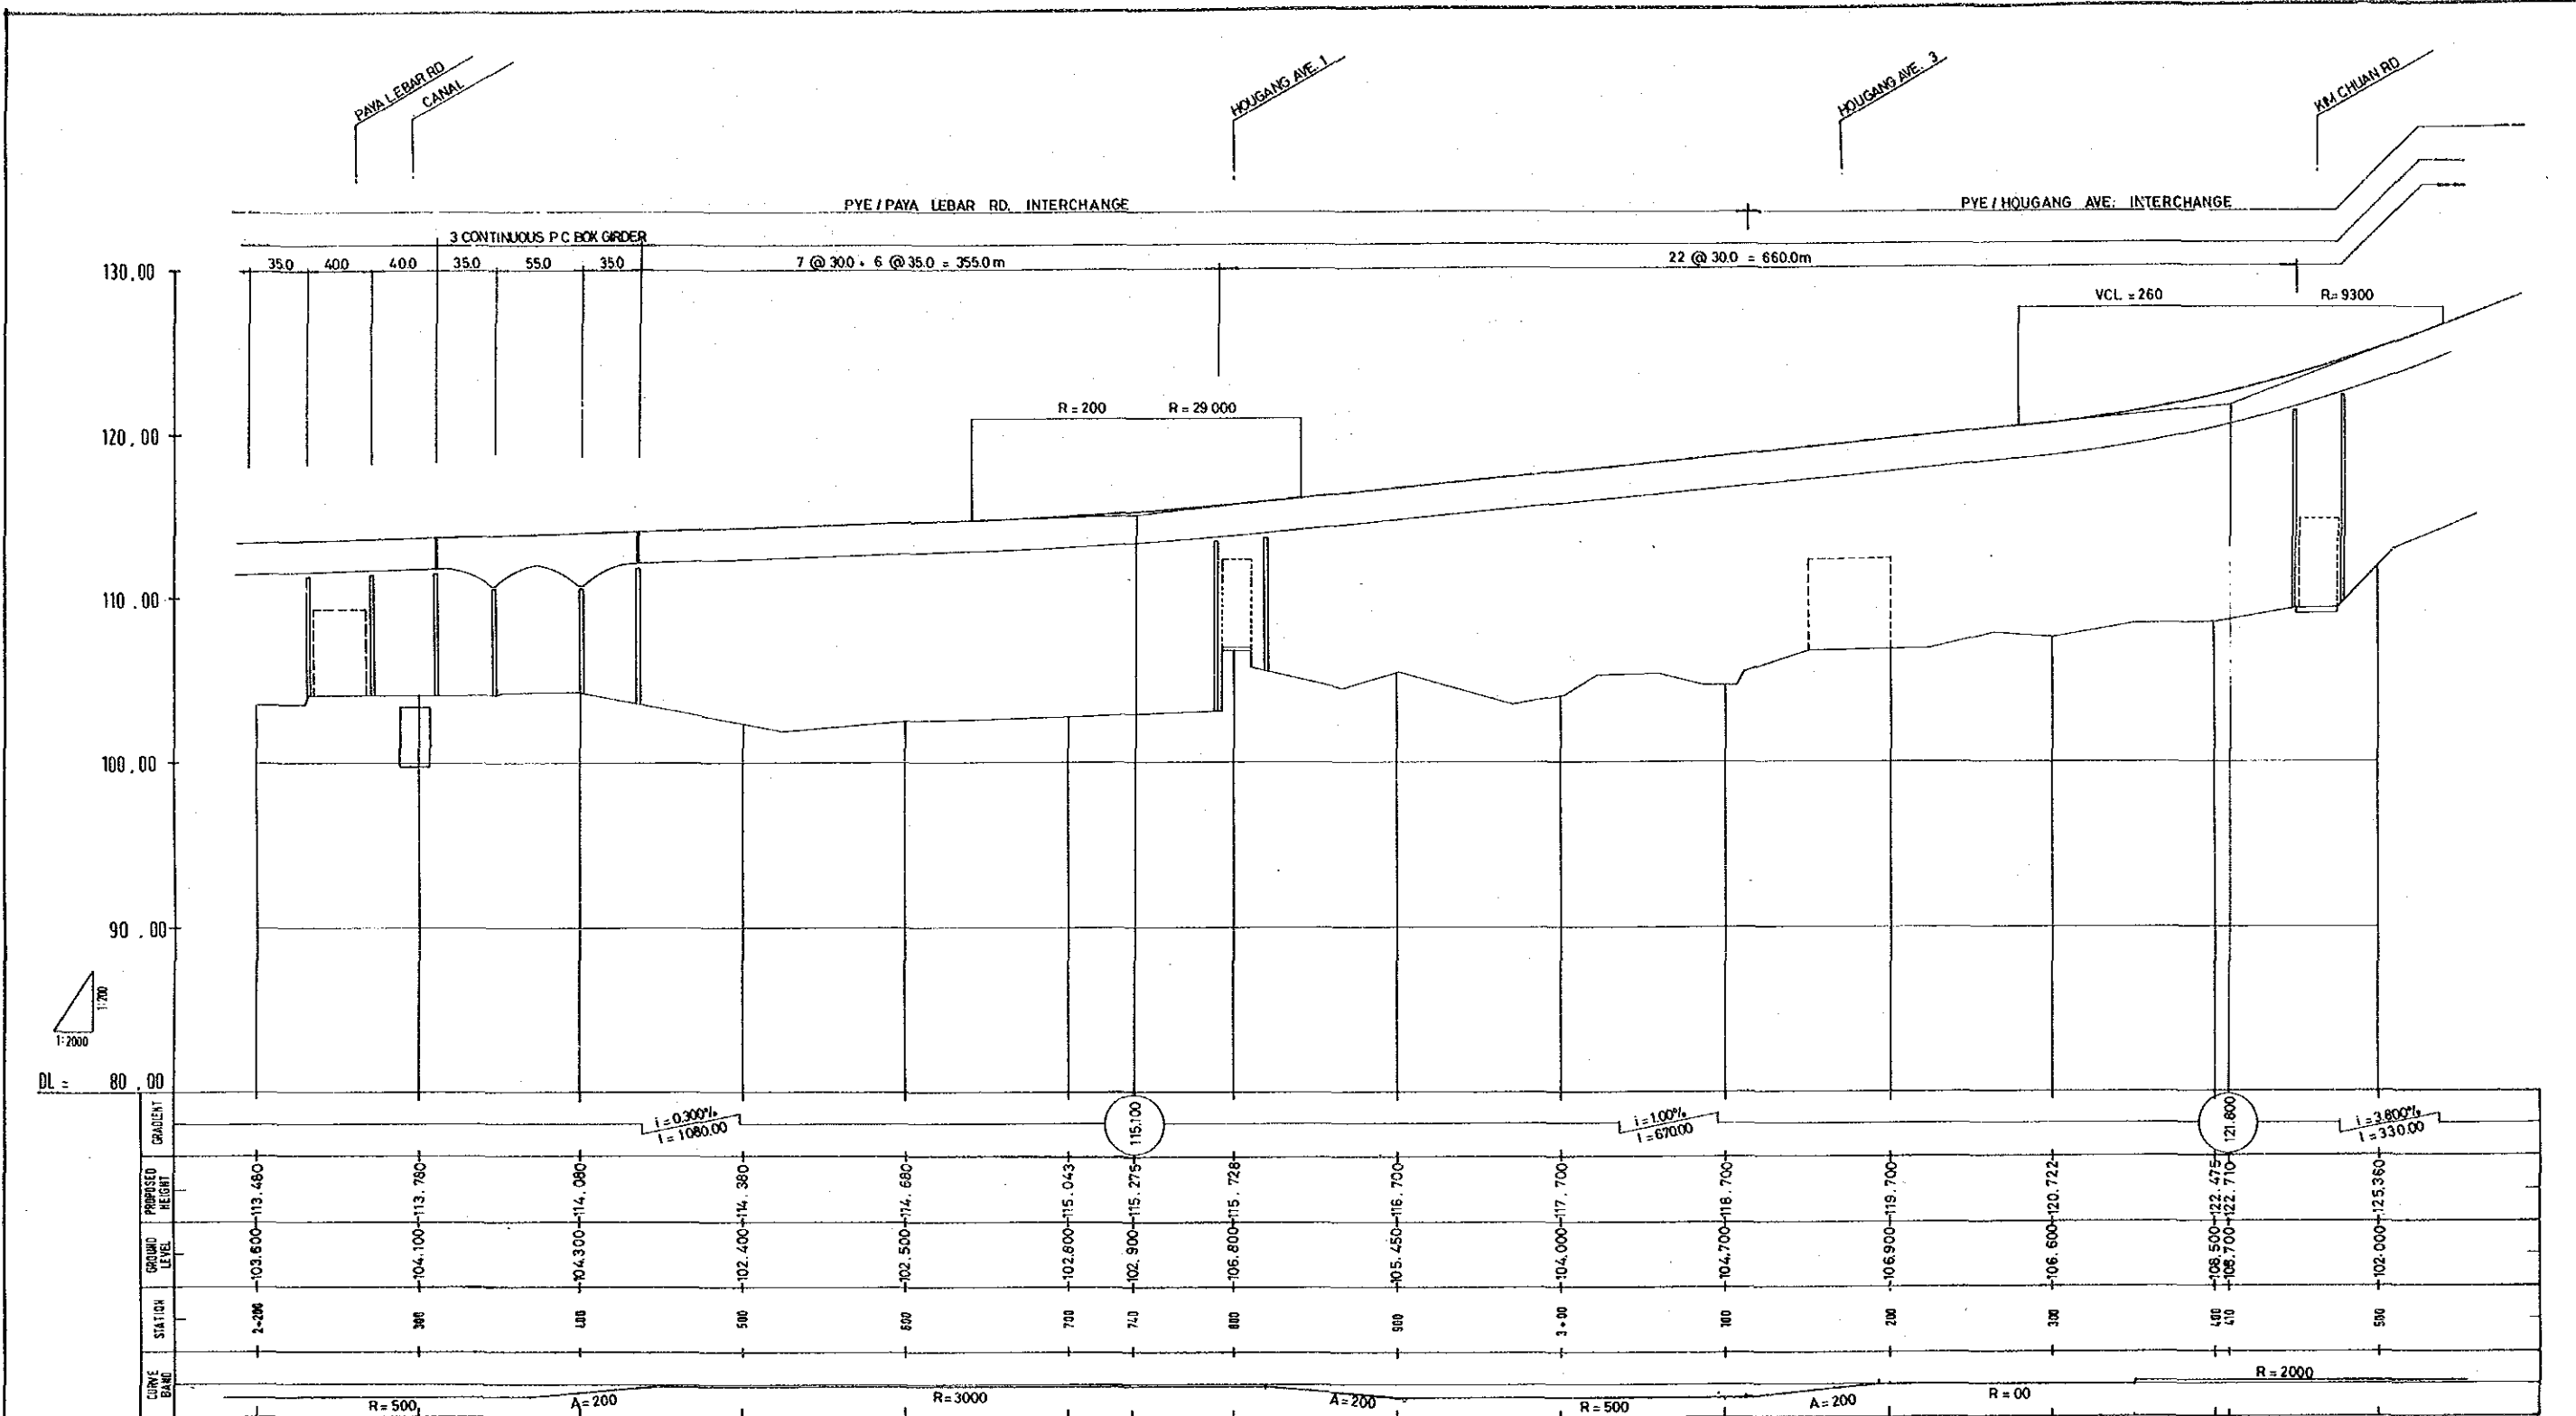 PAYA LEBAR RD
CANAL
HOUGANG AVE. 1
HOUGANG AVE. 3
KIM CHUAN RD
PYE / PAYA LEBAR RD. INTERCHANGE
PYE / HOUGANG AVE. INTERCHANGE
3 CONTINUOUS P C BOX GIRDER
35.0 40.0 40.0 35.0 55.0 35.0
7 @ 30.0 + 6 @ 35.0 = 355.0 m
22 @ 30.0 = 660.0m
130.00
VCL = 260 R= 9300
R = 200 R = 29 000
120.00
110.00
100.00
90.00
1:200
1:2000
DL = 80.00
GRADIENT
i = 0.300%
l = 1080.00
115.100
i = 1.00%
l = 670.00
121.800
i = 3.800%
l = 330.00
PROPOSED HEIGHT
113.480 113.780 114.080 114.380 174.680 115.043 115.275 115.728 116.700 117.700 118.700 119.700 120.722 122.475 122.710 125.360
GROUND LEVEL
103.600 104.100 104.300 102.400 102.500 102.800 102.900 106.800 105.450 104.000 104.700 106.900 106.600 108.500 108.700 102.000
STATION
2+200 300 400 500 600 700 740 800 900 3+00 100 200 300 400 410 500
CURVE BAND
R = 500 A = 200 R = 3000 A = 200 R = 500 A = 200 R = 00 R = 2000